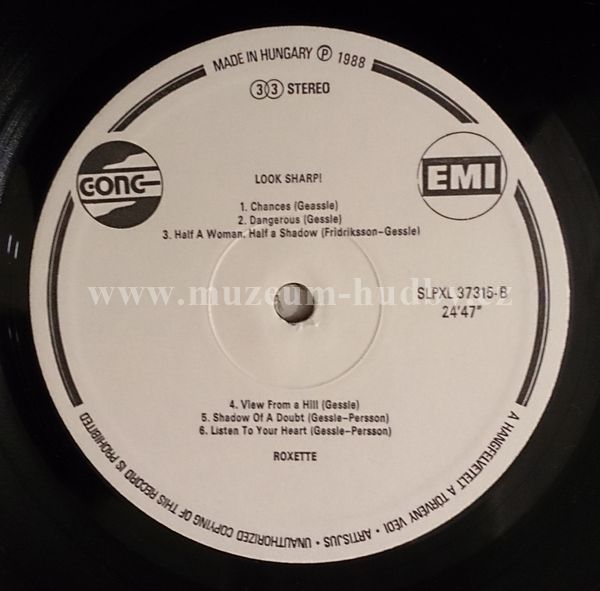 MADE IN HUNGARY Ⓟ 1988
33 STEREO
GONG
EMI
LOOK SHARP!
1. Chances (Geassle)
2. Dangerous (Gessle)
3. Half A Woman, Half a Shadow (Fridriksson-Gessle)
www.muzeum-hudby.cz
SLPXL 37315-B
24'47"
4. View From a Hill (Gessle)
5. Shadow Of A Doubt (Gessle-Persson)
6. Listen To Your Heart (Gessle-Persson)
ROXETTE
A HANGFELVÉTELT A TÖRVÉNY VÉDI • ARTISJUS • UNAUTHORIZED COPYING OF THIS RECORD IS PROHIBITED